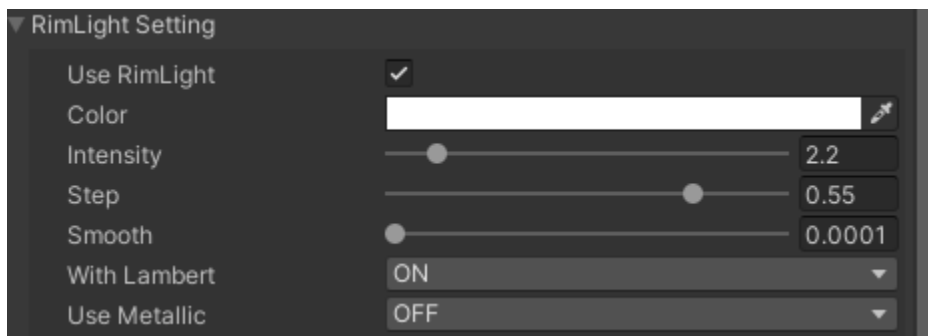 RimLight Setting
Use RimLight
Color
Intensity 2.2
Step 0.55
Smooth 0.0001
With Lambert ON
Use Metallic OFF